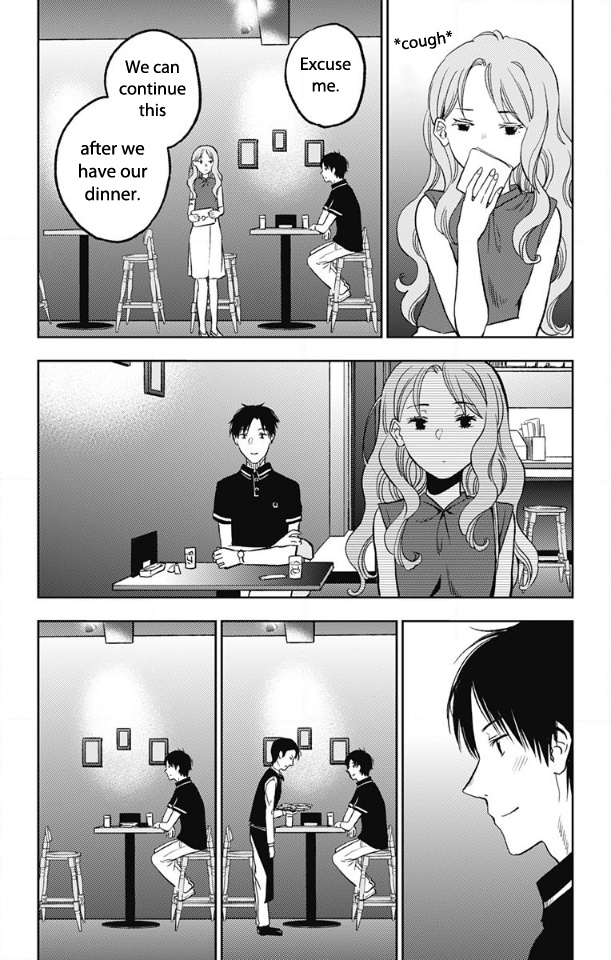 *cough*
Excuse
me.
We can
continue
this
after we
have our
dinner.